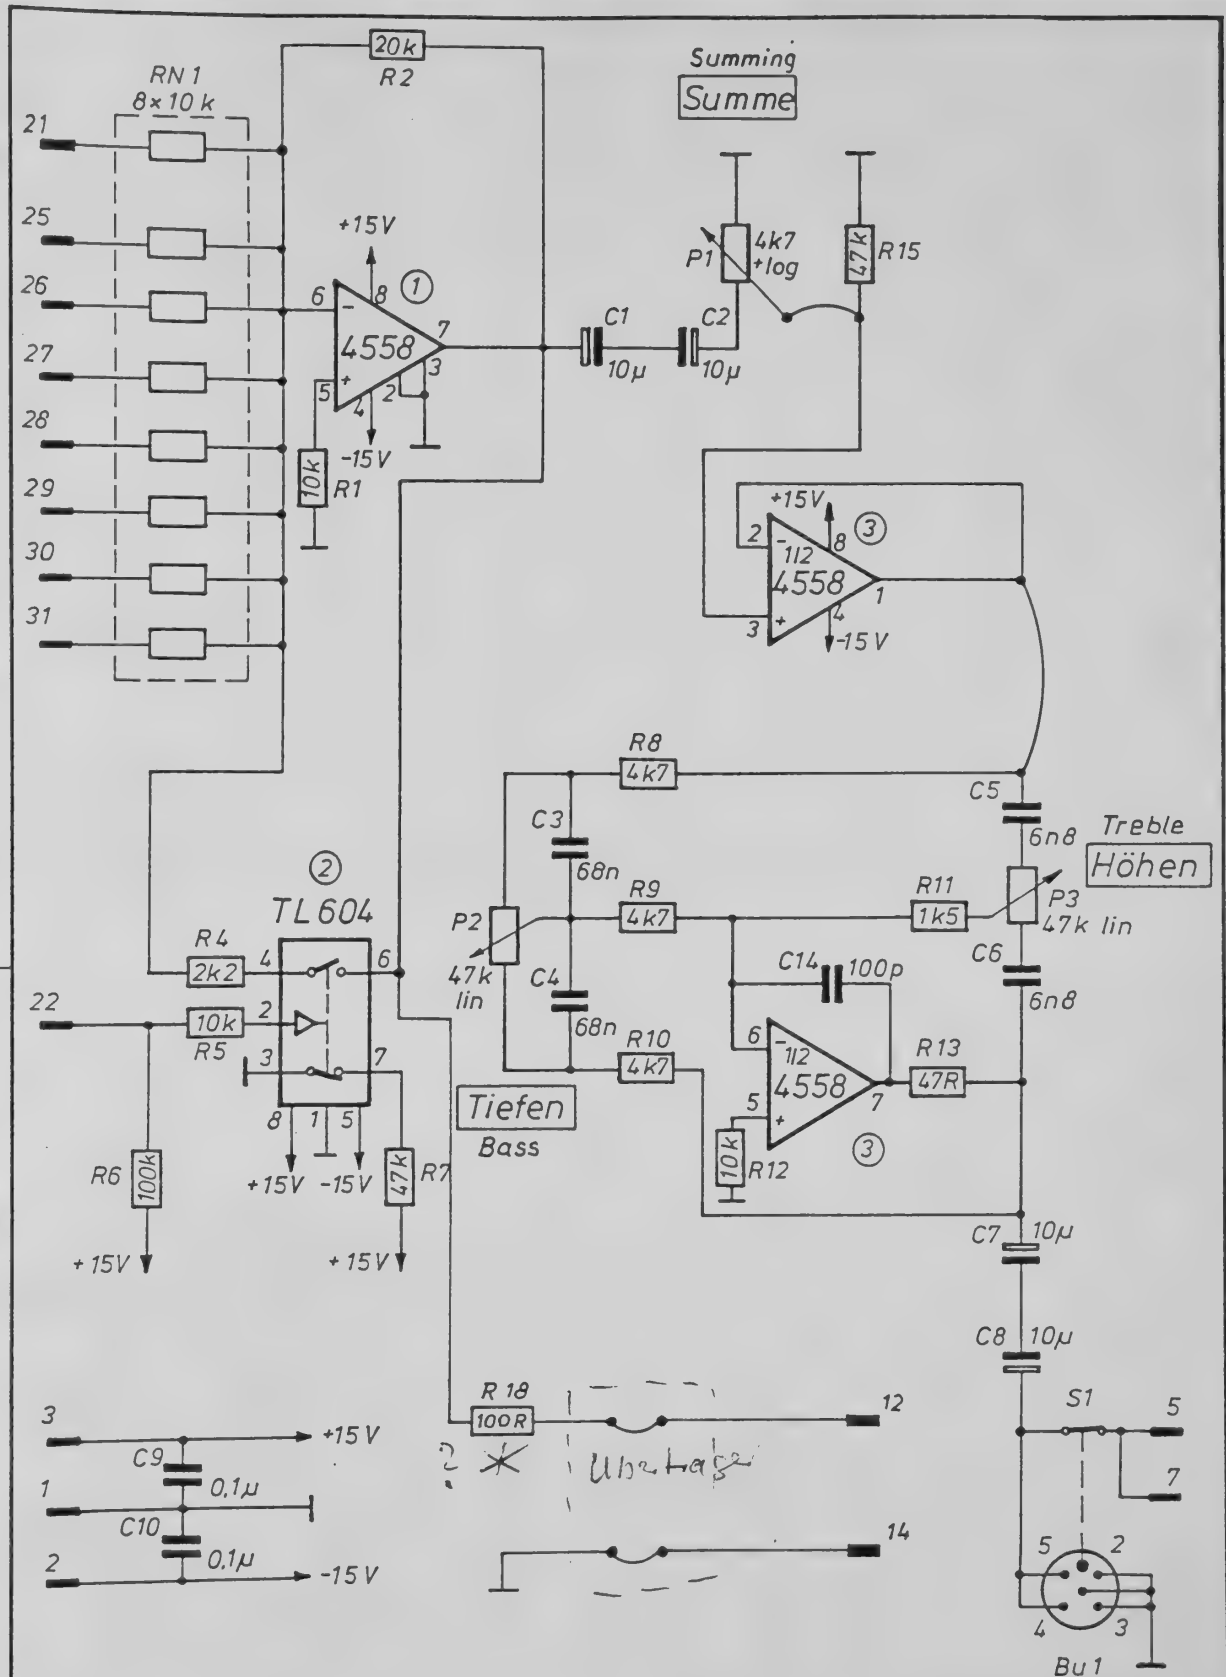 20k
R2
Summing
Summe
RN1
8×10k
21
25
26
27
28
29
30
31
+15V
1
6
8
-
4558
7
5
+
4
2
3
-15V
10k
R1
C1
10µ
C2
10µ
P1
4k7
+log
47k
R15
+15V
3
2
-
8
1/2
4558
1
3
+
4
-15V
R8
4k7
C3
68n
C5
6n8
Treble
Höhen
2
TL604
P2
47k
lin
R9
4k7
R11
1k5
P3
47k lin
R4
2k2
4
6
C4
68n
C14
100p
C6
6n8
22
10k
R5
2
3
7
R10
4k7
6
-
1/2
4558
7
R13
47R
5
+
3
10k
R12
Tiefen
Bass
8
1
5
+15V
-15V
R6
100k
47k
R7
+15V
+15V
C7
10µ
C8
10µ
R18
100R
12
S1
5
7
3
+15V
C9
0,1µ
1
C10
0,1µ
2
-15V
?
14
5
2
4
3
Bu1